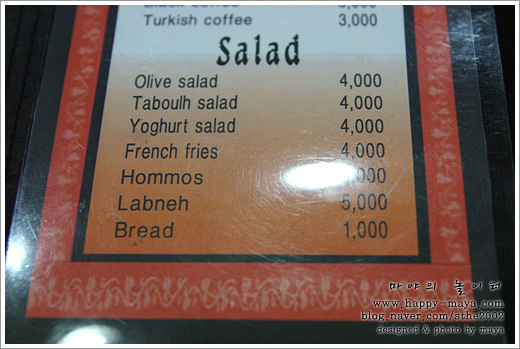 Turkish coffee 3,000
Salad
Olive salad 4,000
Taboulh salad 4,000
Yoghurt salad 4,000
French fries 4,000
Hommos ,000
Labneh 5,000
Bread 1,000
마야의 놀이터
www.happy-maya.com
blog.naver.com/sthe2002
designed & photo by maya